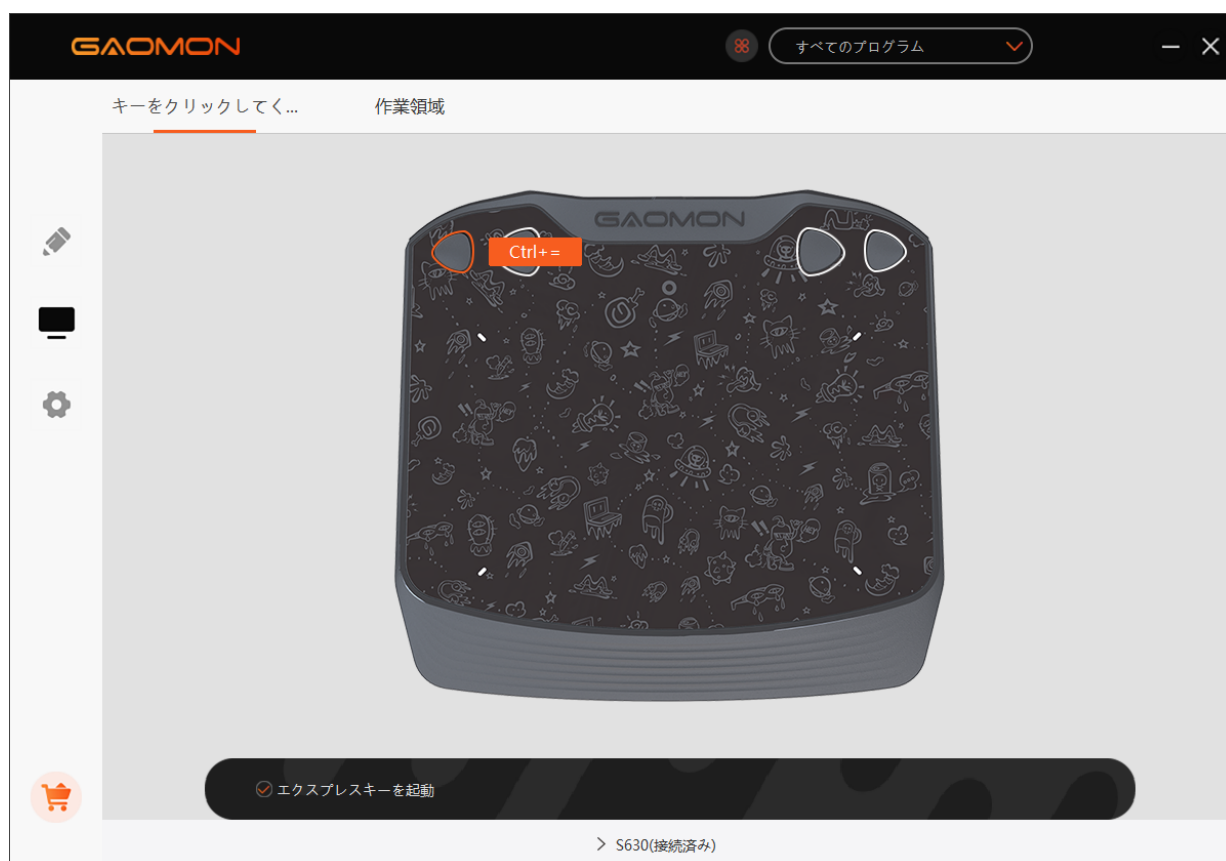 GAOMON
すべてのプログラム
キーをクリックしてく...
作業領域
GAOMON
Ctrl+=
エクスプレスキーを起動
S630(接続済み)